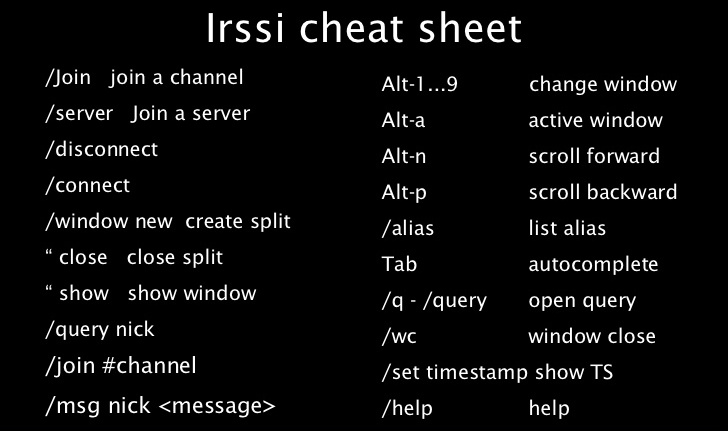 Irssi cheat sheet
/Join join a channel
/server Join a server
/disconnect
/connect
/window new create split
“ close close split
“ show show window
/query nick
/join #channel
/msg nick <message>
Alt-1...9 change window
Alt-a active window
Alt-n scroll forward
Alt-p scroll backward
/alias list alias
Tab autocomplete
/q - /query open query
/wc window close
/set timestamp show TS
/help help